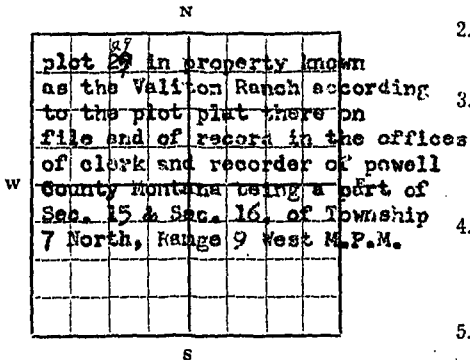 N
2.
29
plot 29 in property known
as the Valiton Ranch according
3.
to the plot plat there on
file and of record in the offices
of clerk and recorder of powell
W
E
County Montana being a part of
Sec. 15 & Sec. 16, of Township
4.
7 North, Range 9 West M.P.M.
5.
S